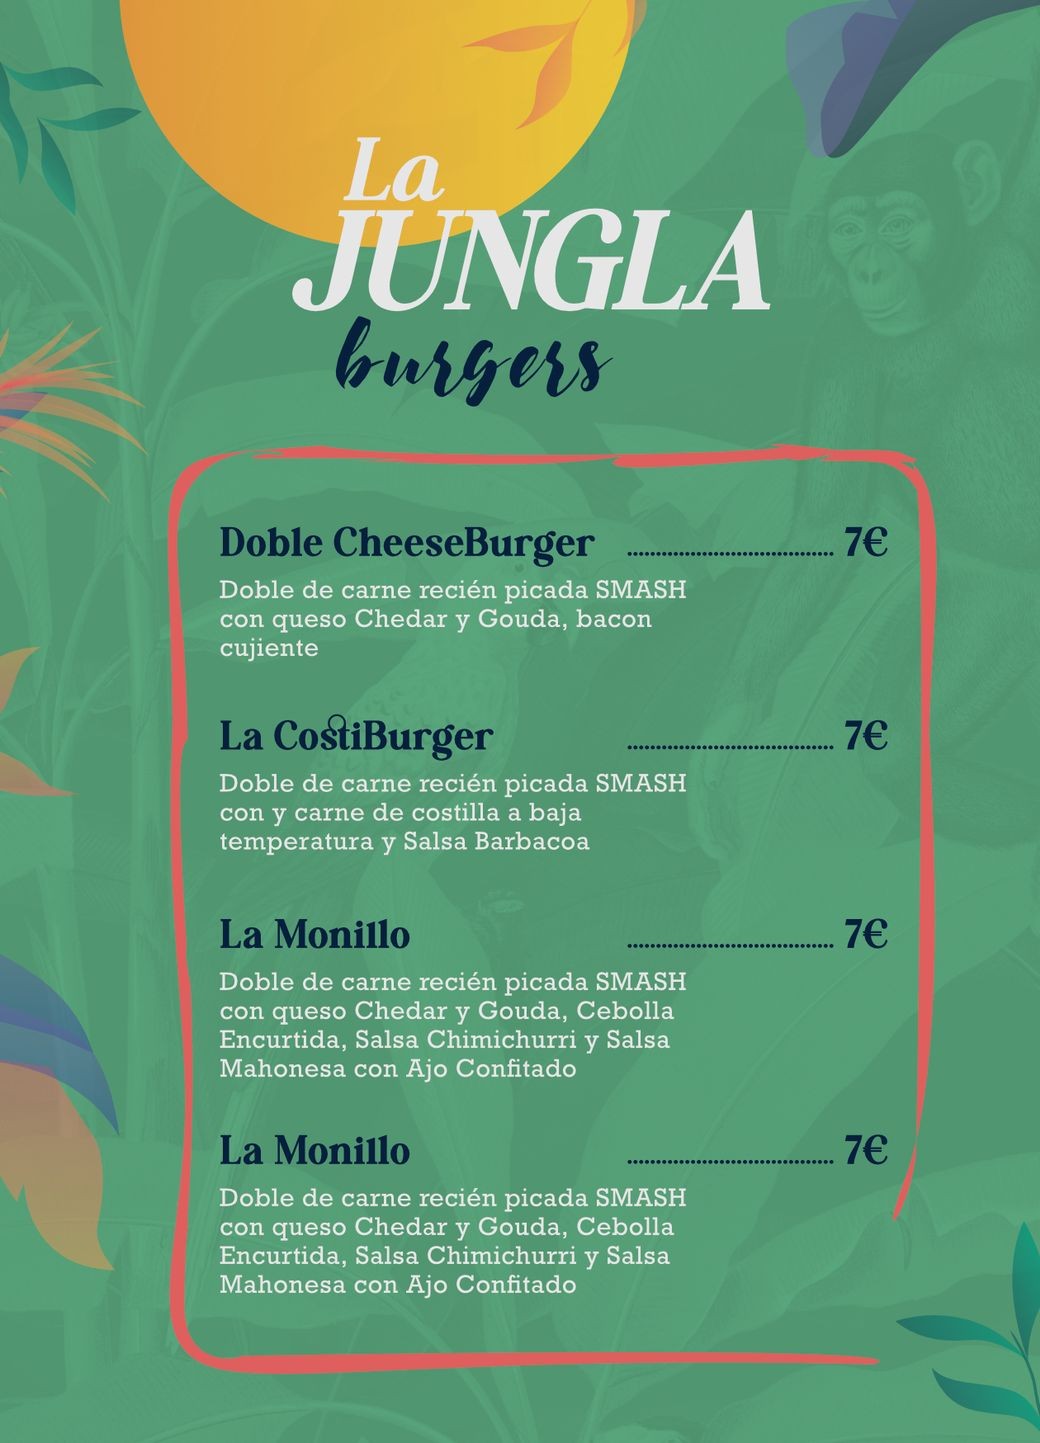 La
JUNGLA
burgers
Doble CheeseBurger ........................................ 7€
Doble de carne recién picada SMASH
con queso Chedar y Gouda, bacon
cujiente
La CostiBurger ........................................ 7€
Doble de carne recién picada SMASH
con y carne de costilla a baja
temperatura y Salsa Barbacoa
La Monillo ........................................ 7€
Doble de carne recién picada SMASH
con queso Chedar y Gouda, Cebolla
Encurtida, Salsa Chimichurri y Salsa
Mahonesa con Ajo Confitado
La Monillo ........................................ 7€
Doble de carne recién picada SMASH
con queso Chedar y Gouda, Cebolla
Encurtida, Salsa Chimichurri y Salsa
Mahonesa con Ajo Confitado